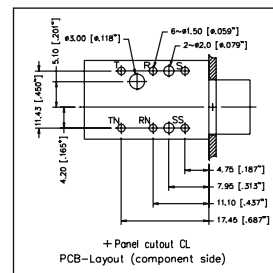 6~ø1.50 [ø.059"]
ø3.00 [ø.118"]
2~ø2.0 [ø.079"]
T R S
5.10 [.201"]
11.43 [.450"]
4.20 [.165"]
TN RN SS
4.75 [.187"]
7.95 [.313"]
11.10 [.437"]
17.45 [.687"]
+ Panel cutout CL
PCB-Layout (component side)